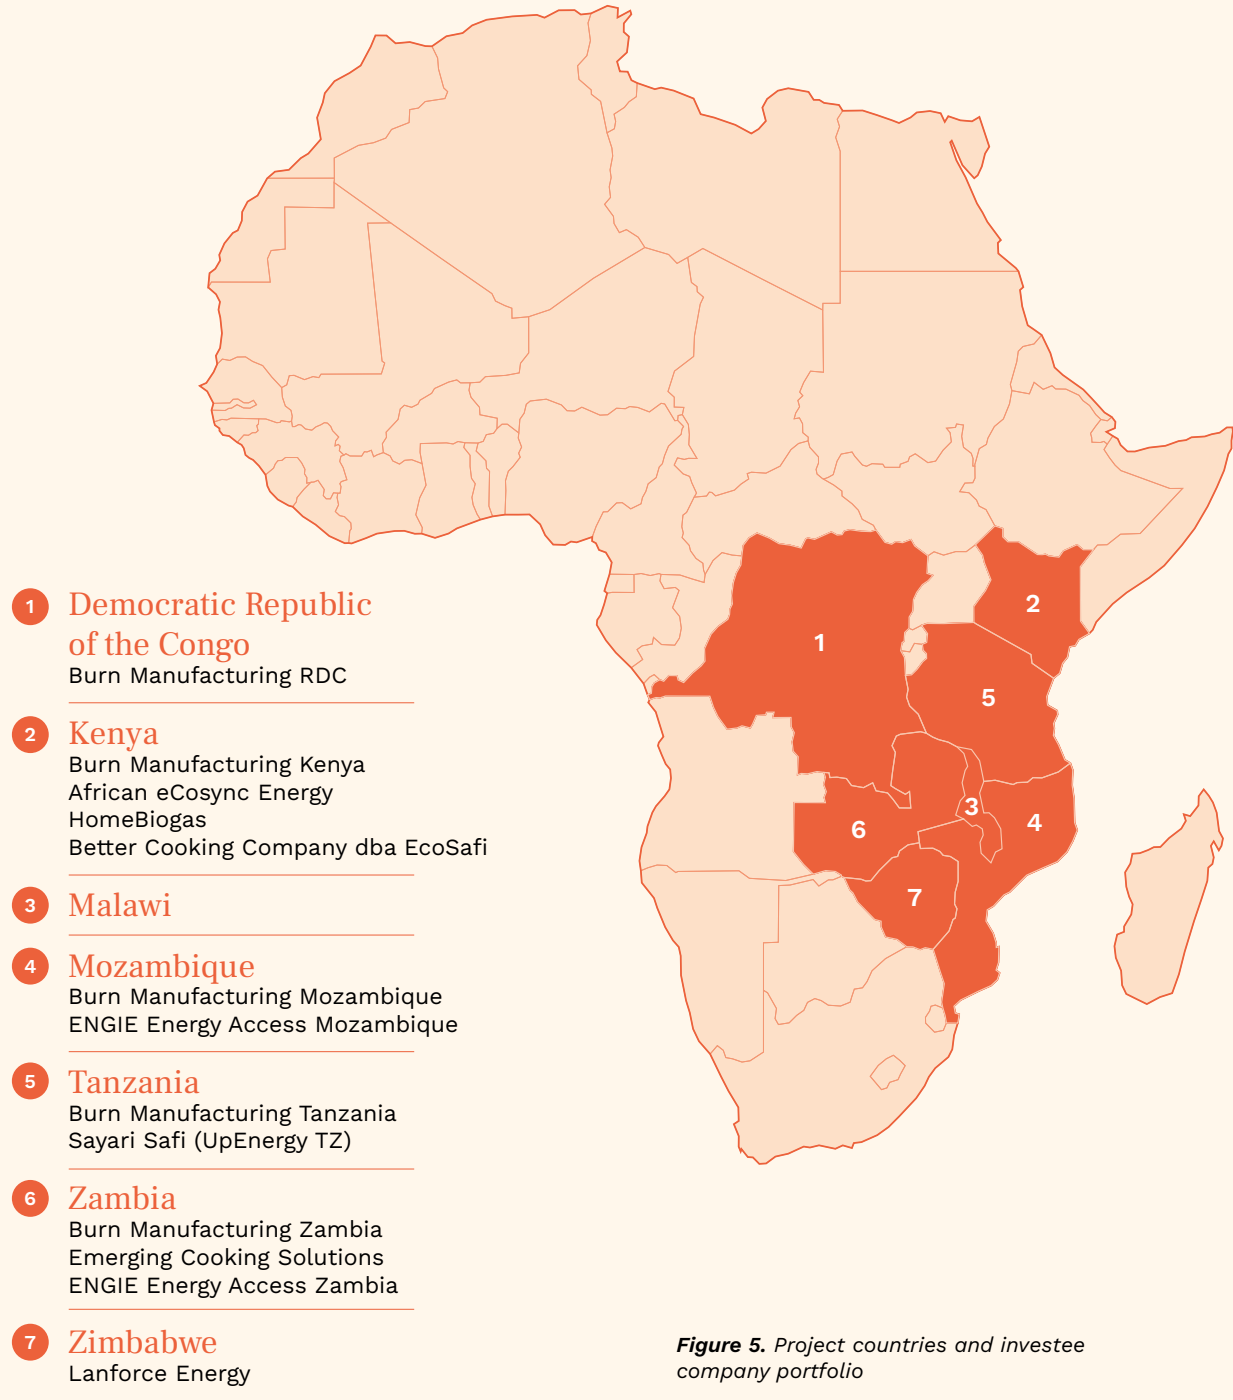 1 Democratic Republic
of the Congo
Burn Manufacturing RDC
2 Kenya
Burn Manufacturing Kenya
African eCosync Energy
HomeBiogas
Better Cooking Company dba EcoSafi
3 Malawi
4 Mozambique
Burn Manufacturing Mozambique
ENGIE Energy Access Mozambique
5 Tanzania
Burn Manufacturing Tanzania
Sayari Safi (UpEnergy TZ)
6 Zambia
Burn Manufacturing Zambia
Emerging Cooking Solutions
ENGIE Energy Access Zambia
7 Zimbabwe
Lanforce Energy
2
1
5
3
4
6
7
Figure 5. Project countries and investee
company portfolio